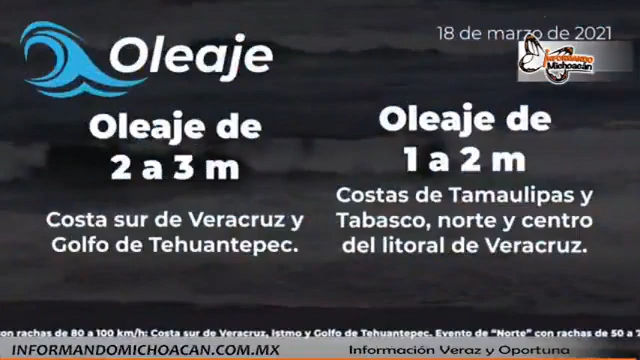 18 de marzo de 2021
INFORMANDO
Michoacán
Oleaje
Oleaje de
2 a 3 m
Costa sur de Veracruz y
Golfo de Tehuantepec.
Oleaje de
1 a 2 m
Costas de Tamaulipas y
Tabasco, norte y centro
del litoral de Veracruz.
con rachas de 80 a 100 km/h: Costa sur de Veracruz, Istmo y Golfo de Tehuantepec. Evento de “Norte” con rachas de 50 a
INFORMANDOMICHOACAN.COM.MX
Información Veraz y Oportuna